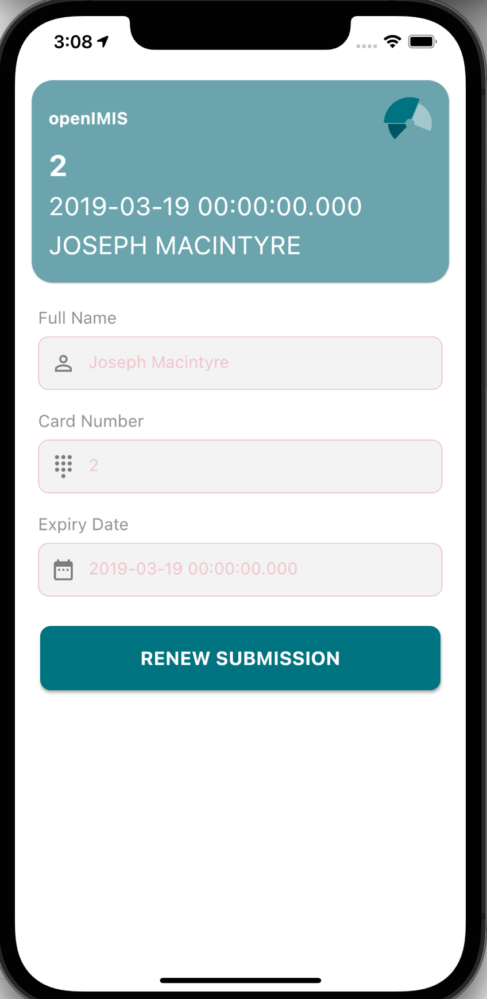 3:08
openIMIS
2
2019-03-19 00:00:00.000
JOSEPH MACINTYRE
Full Name
Joseph Macintyre
Card Number
2
Expiry Date
2019-03-19 00:00:00.000
RENEW SUBMISSION